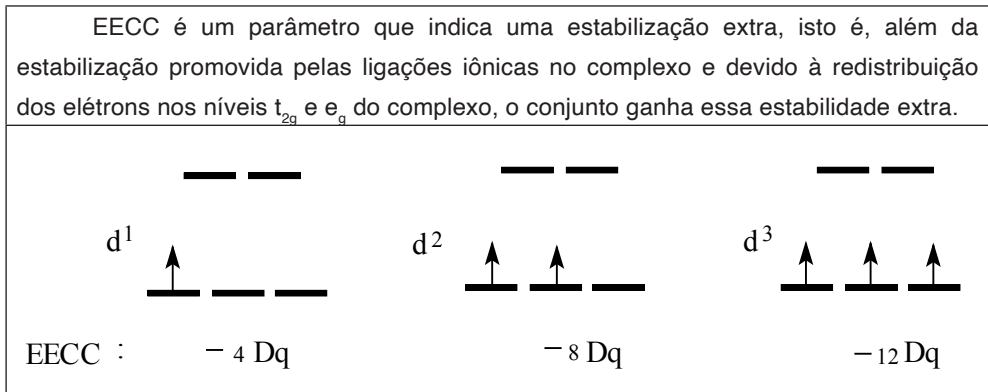 EECC é um parâmetro que indica uma estabilização extra, isto é, além da
estabilização promovida pelas ligações iônicas no complexo e devido à redistribuição
dos elétrons nos níveis t2g e eg do complexo, o conjunto ganha essa estabilidade extra.
d1 d2 d3
EECC : – 4 Dq – 8 Dq – 12 Dq